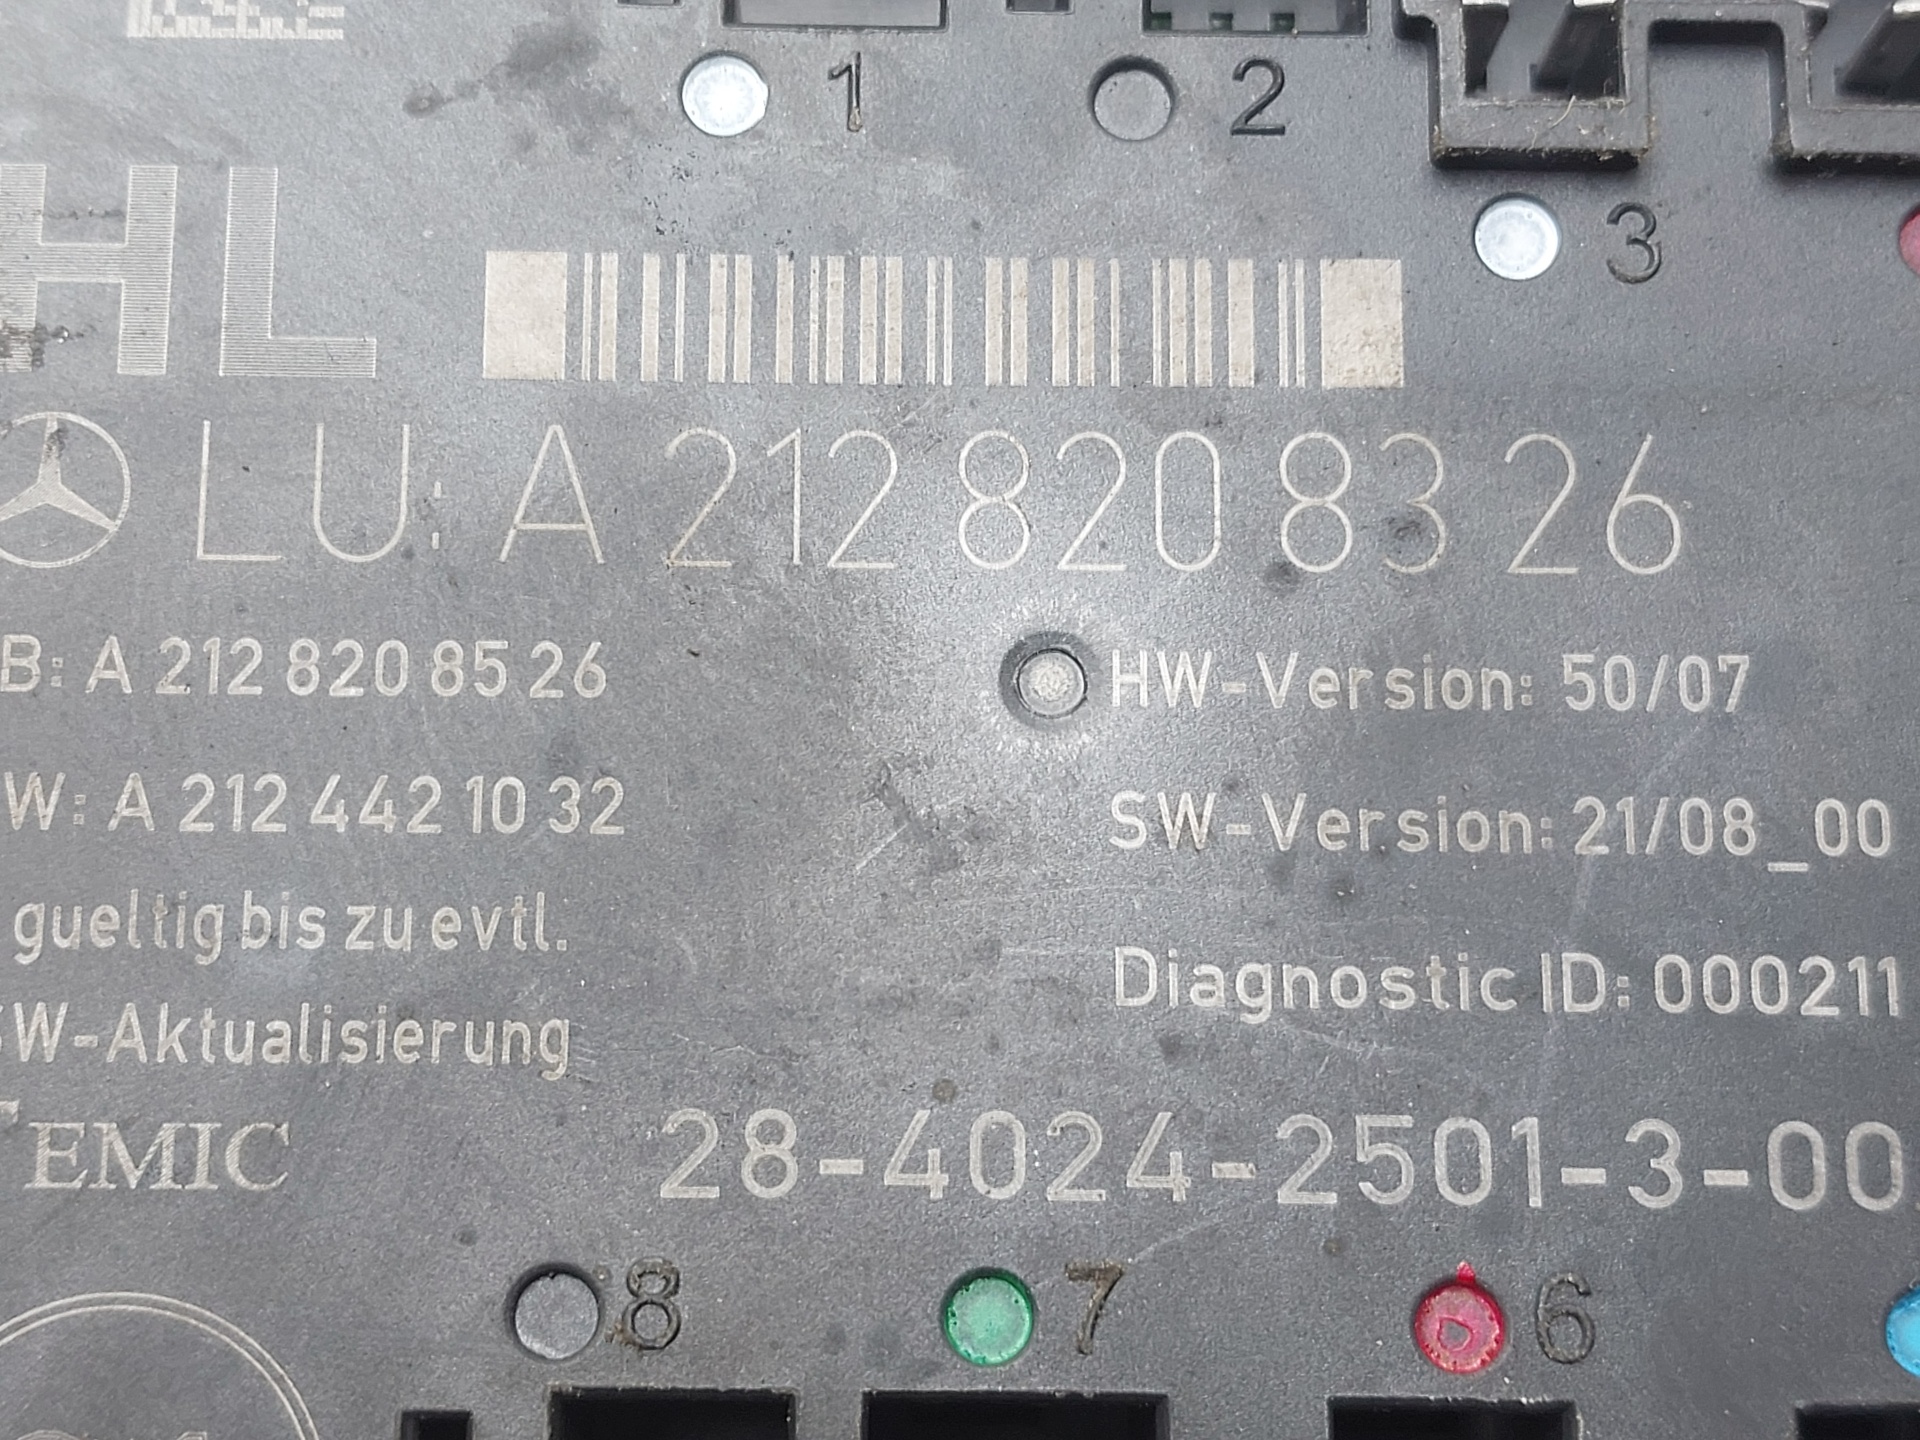 1
2
3
HL
LU: A 212 820 83 26
B: A 212 820 85 26
HW-Version: 50/07
W: A 212 442 10 32
SW-Version: 21/08_00
gueltig bis zu evtl.
Diagnostic ID: 000211
SW-Aktualisierung
TEMIC
28-4024-2501-3-00
8
7
6